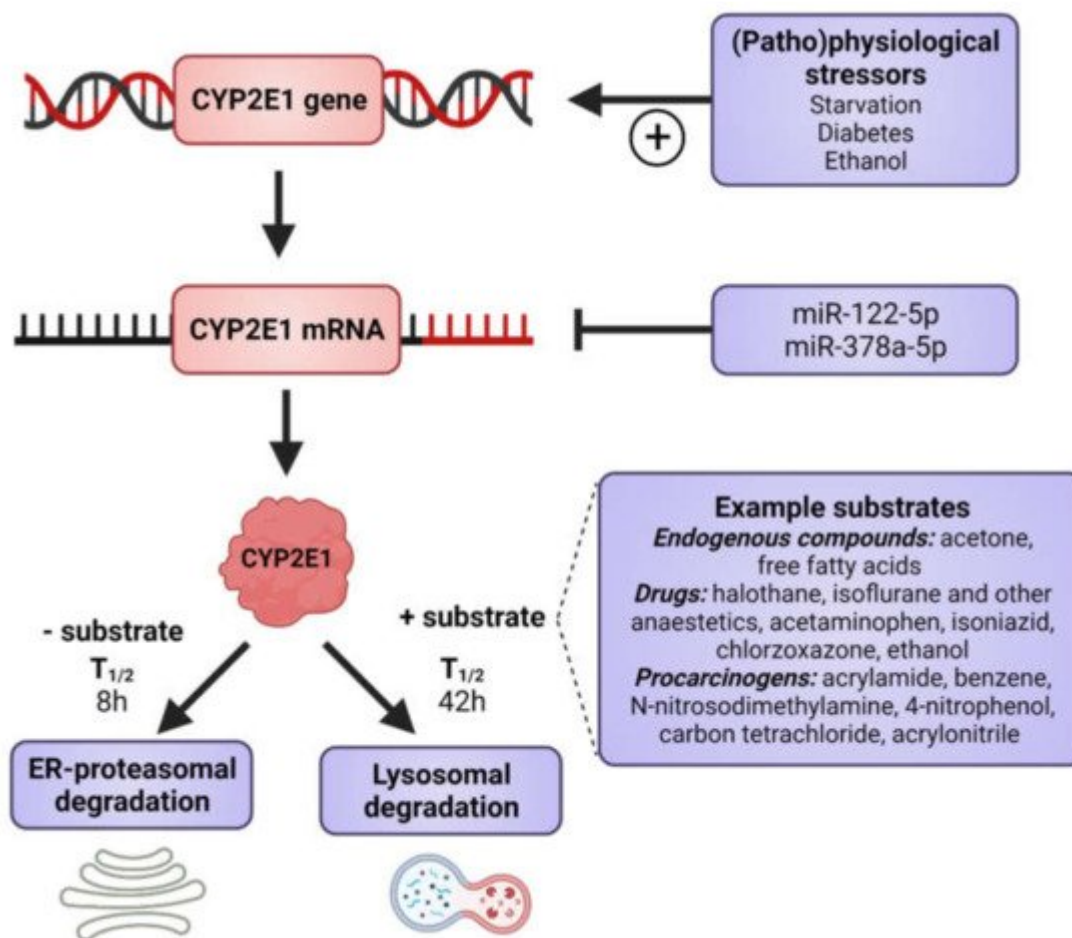 (Patho)physiological
stressors
Starvation
Diabetes
Ethanol
CYP2E1 gene
+
CYP2E1 mRNA
miR-122-5p
miR-378a-5p
CYP2E1
- substrate
T1/2
8h
+ substrate
T1/2
42h
ER-proteasomal
degradation
Lysosomal
degradation
Example substrates
Endogenous compounds: acetone,
free fatty acids
Drugs: halothane, isoflurane and other
anaestetics, acetaminophen, isoniazid,
chlorzoxazone, ethanol
Procarcinogens: acrylamide, benzene,
N-nitrosodimethylamine, 4-nitrophenol,
carbon tetrachloride, acrylonitrile